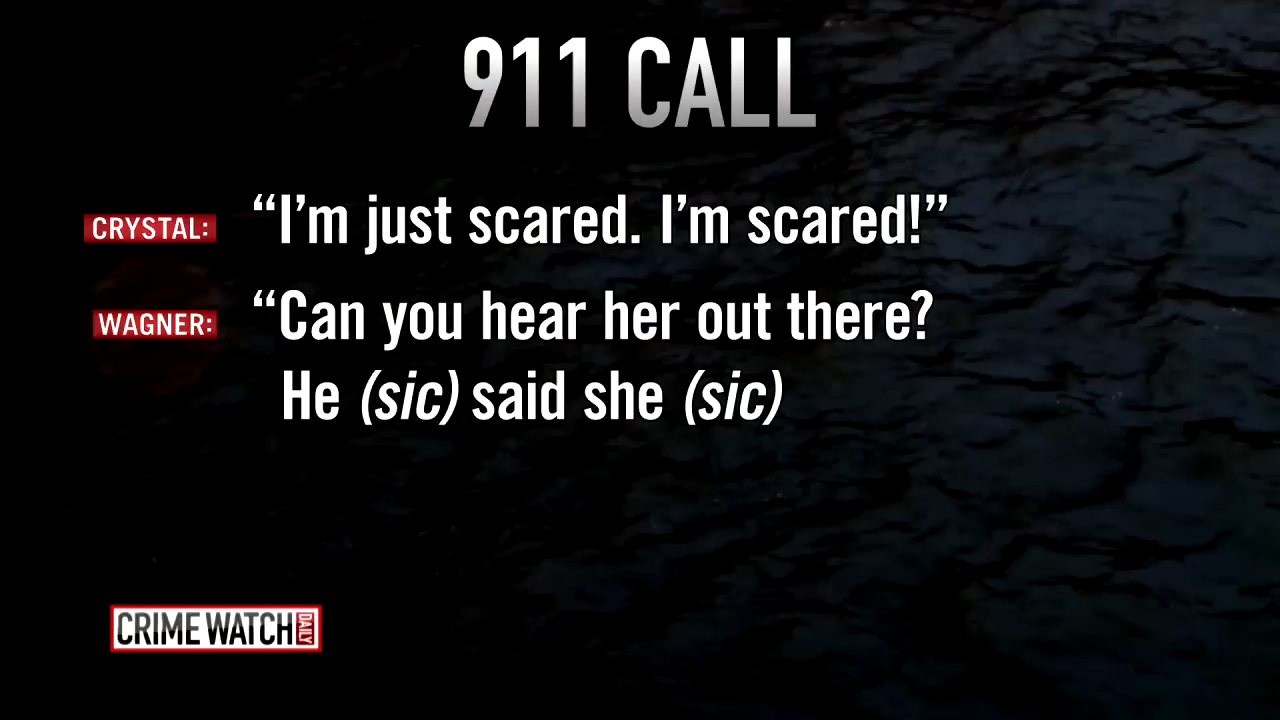 911 CALL
CRYSTAL: “I’m just scared. I’m scared!”
WAGNER: “Can you hear her out there?
He (sic) said she (sic)
CRIME WATCH DAILY